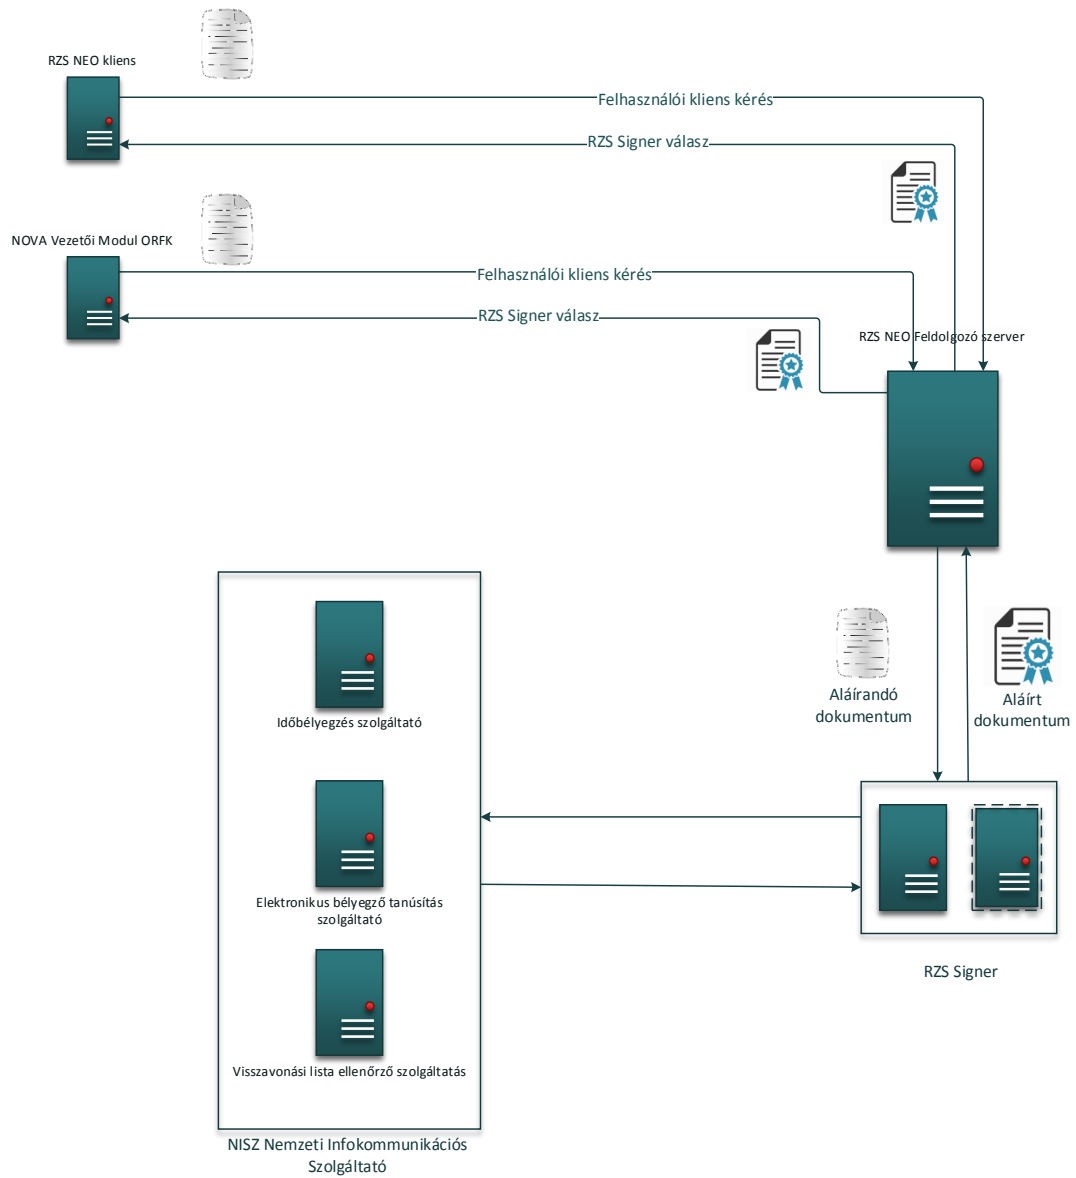 RZS NEO kliens
Felhasználói kliens kérés
RZS Signer válasz
NOVA Vezetői Modul ORFK
Felhasználói kliens kérés
RZS Signer válasz
RZS NEO Feldolgozó szerver
Aláírandó
dokumentum
Aláírt
dokumentum
Időbélyegzés szolgáltató
Elektronikus bélyegző tanúsítás
szolgáltató
RZS Signer
Visszavonási lista ellenőrző szolgáltatás
NISZ Nemzeti Infokommunikációs
Szolgáltató